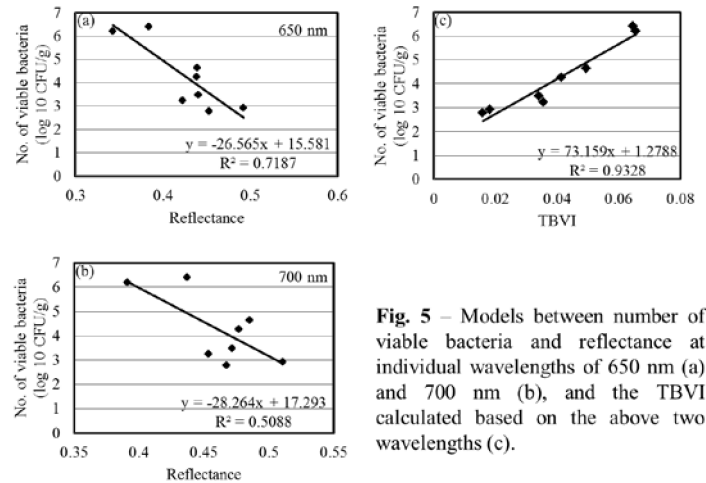 (a)
650 nm
7
6
5
4
3
2
1
0
No. of viable bacteria
(log 10 CFU/g)
y = -26.565x + 15.581
R² = 0.7187
0.3
0.4
0.5
0.6
Reflectance
(c)
7
6
5
4
3
2
1
0
No. of viable bacteria
(log 10 CFU/g)
y = 73.159x + 1.2788
R² = 0.9328
0
0.02
0.04
0.06
0.08
TBVI
(b)
700 nm
7
6
5
4
3
2
1
0
No. of viable bacteria
(log 10 CFU/g)
y = -28.264x + 17.293
R² = 0.5088
0.35
0.4
0.45
0.5
0.55
Reflectance
Fig. 5 – Models between number of
viable bacteria and reflectance at
individual wavelengths of 650 nm (a)
and 700 nm (b), and the TBVI
calculated based on the above two
wavelengths (c).